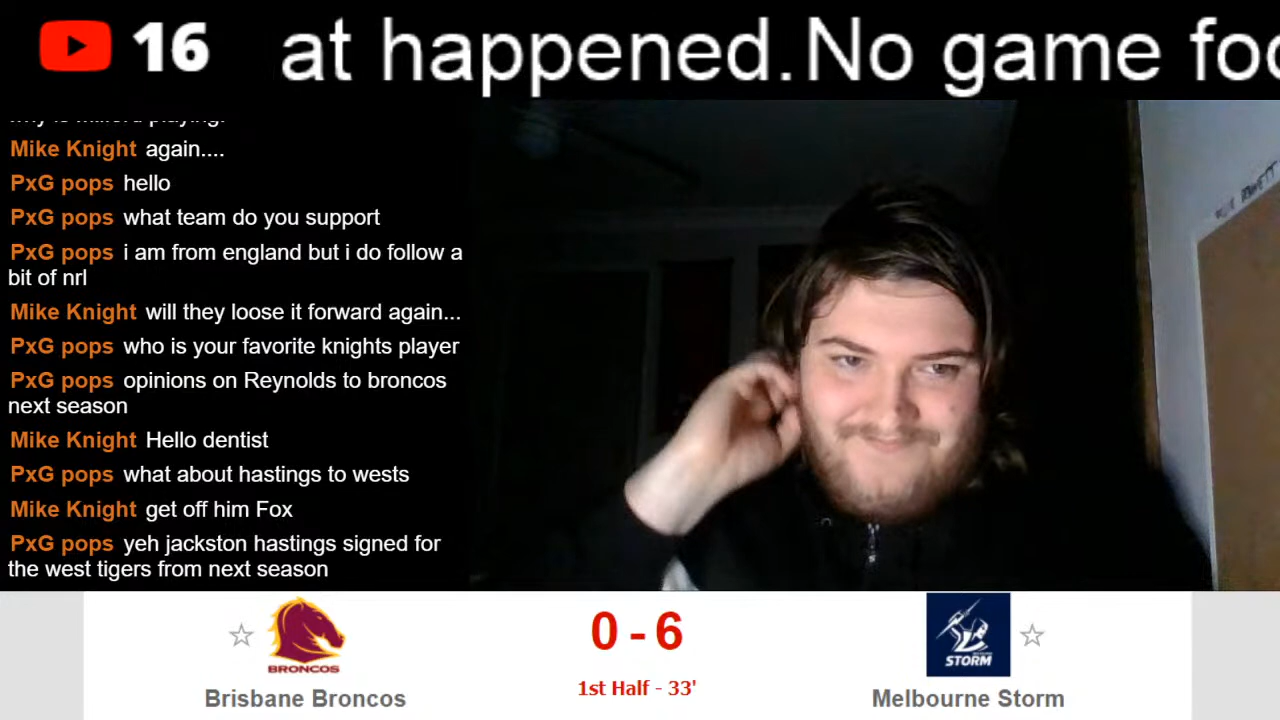 16
at happened.No game foo
Mike Knight again....
PxG pops hello
PxG pops what team do you support
PxG pops i am from england but i do follow a
bit of nrl
Mike Knight will they loose it forward again...
PxG pops who is your favorite knights player
PxG pops opinions on Reynolds to broncos
next season
Mike Knight Hello dentist
PxG pops what about hastings to wests
Mike Knight get off him Fox
PxG pops yeh jackston hastings signed for
the west tigers from next season
BRONCOS
Brisbane Broncos
0 - 6
1st Half - 33'
STORM
Melbourne Storm